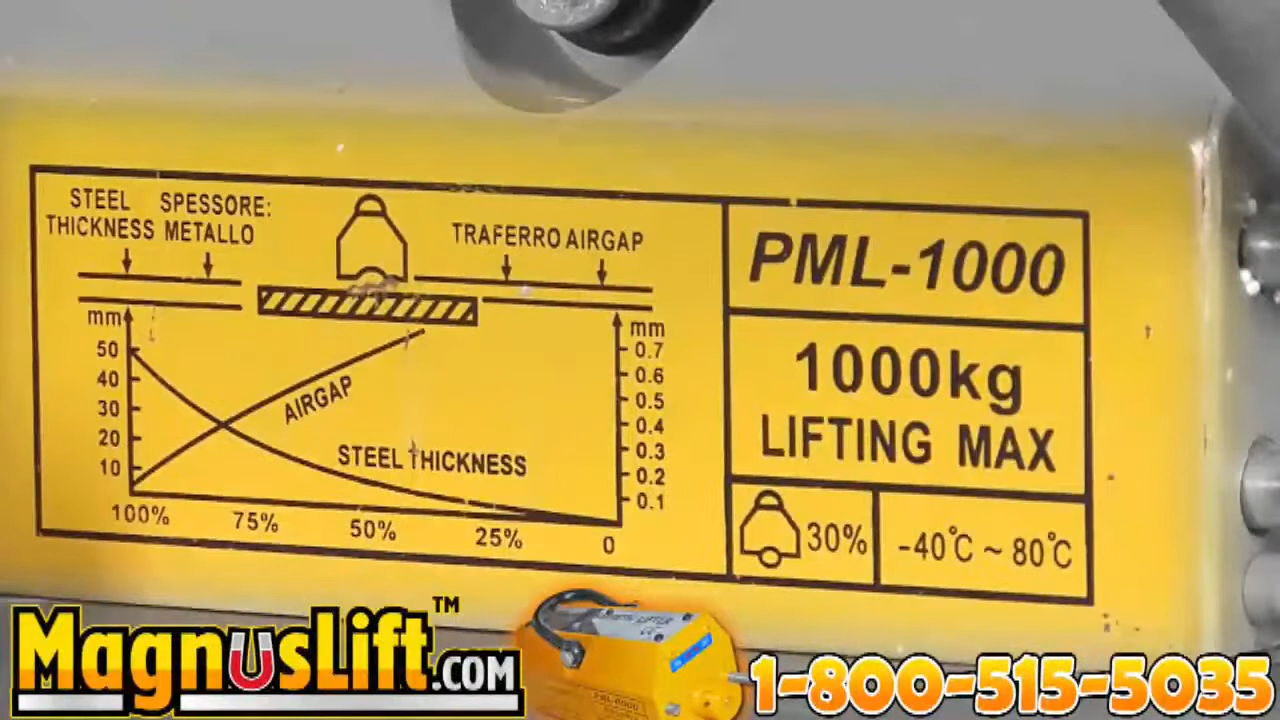 STEEL SPESSORE:
THICKNESS METALLO
TRAFERRO AIRGAP
mm
50
40
30
20
10
AIRGAP
STEEL THICKNESS
mm
0.7
0.6
0.5
0.4
0.3
0.2
0.1
100% 75% 50% 25% 0
PML-1000
1000kg
LIFTING MAX
30%
-40°C ~ 80°C
MagnusLift.com™
1-800-515-5035